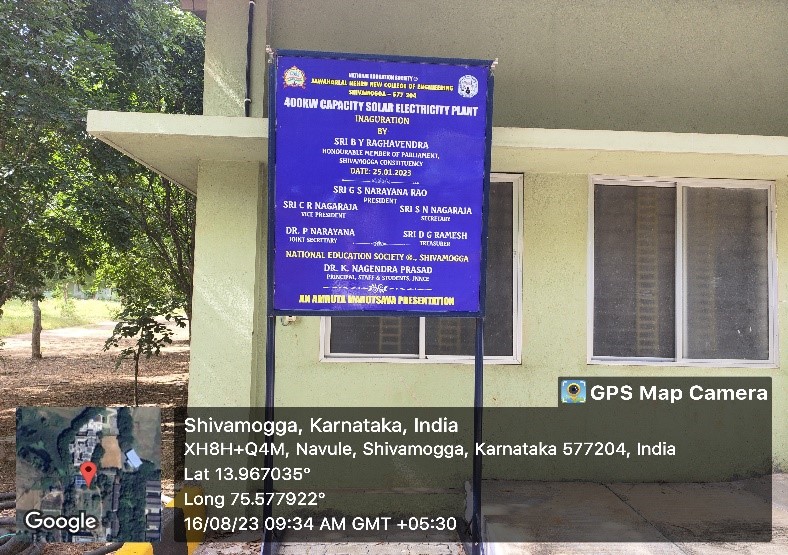 NATIONAL EDUCATION SOCIETY ®
JAWAHARLAL NEHRU NEW COLLEGE OF ENGINEERING
SHIVAMOGA - 577 204
400KW CAPACITY SOLAR ELECTRICITY PLANT
INAGURATION
BY
SRI B Y RAGHAVENDRA
HONOURABLE MEMBER OF PARLIAMENT,
SHIVAMOGGA CONSTITUENCY
DATE: 25.01.2023
SRI G S NARAYANA RAO
PRESIDENT
SRI C R NAGARAJA
VICE PRESIDENT
SRI S N NAGARAJA
SECRETARY
DR. P NARAYANA
JOINT SECRETARY
SRI D G RAMESH
TREASURER
NATIONAL EDUCATION SOCIETY ®., SHIVAMOGGA
DR. K. NAGENDRA PRASAD
PRINCIPAL, STAFF & STUDENTS, JNNCE
AN AMRUTA MAHOTSAVA PRESENTATION
GPS Map Camera
Shivamogga, Karnataka, India
XH8H+Q4M, Navule, Shivamogga, Karnataka 577204, India
Lat 13.967035°
Long 75.577922°
16/08/23 09:34 AM GMT +05:30
Google